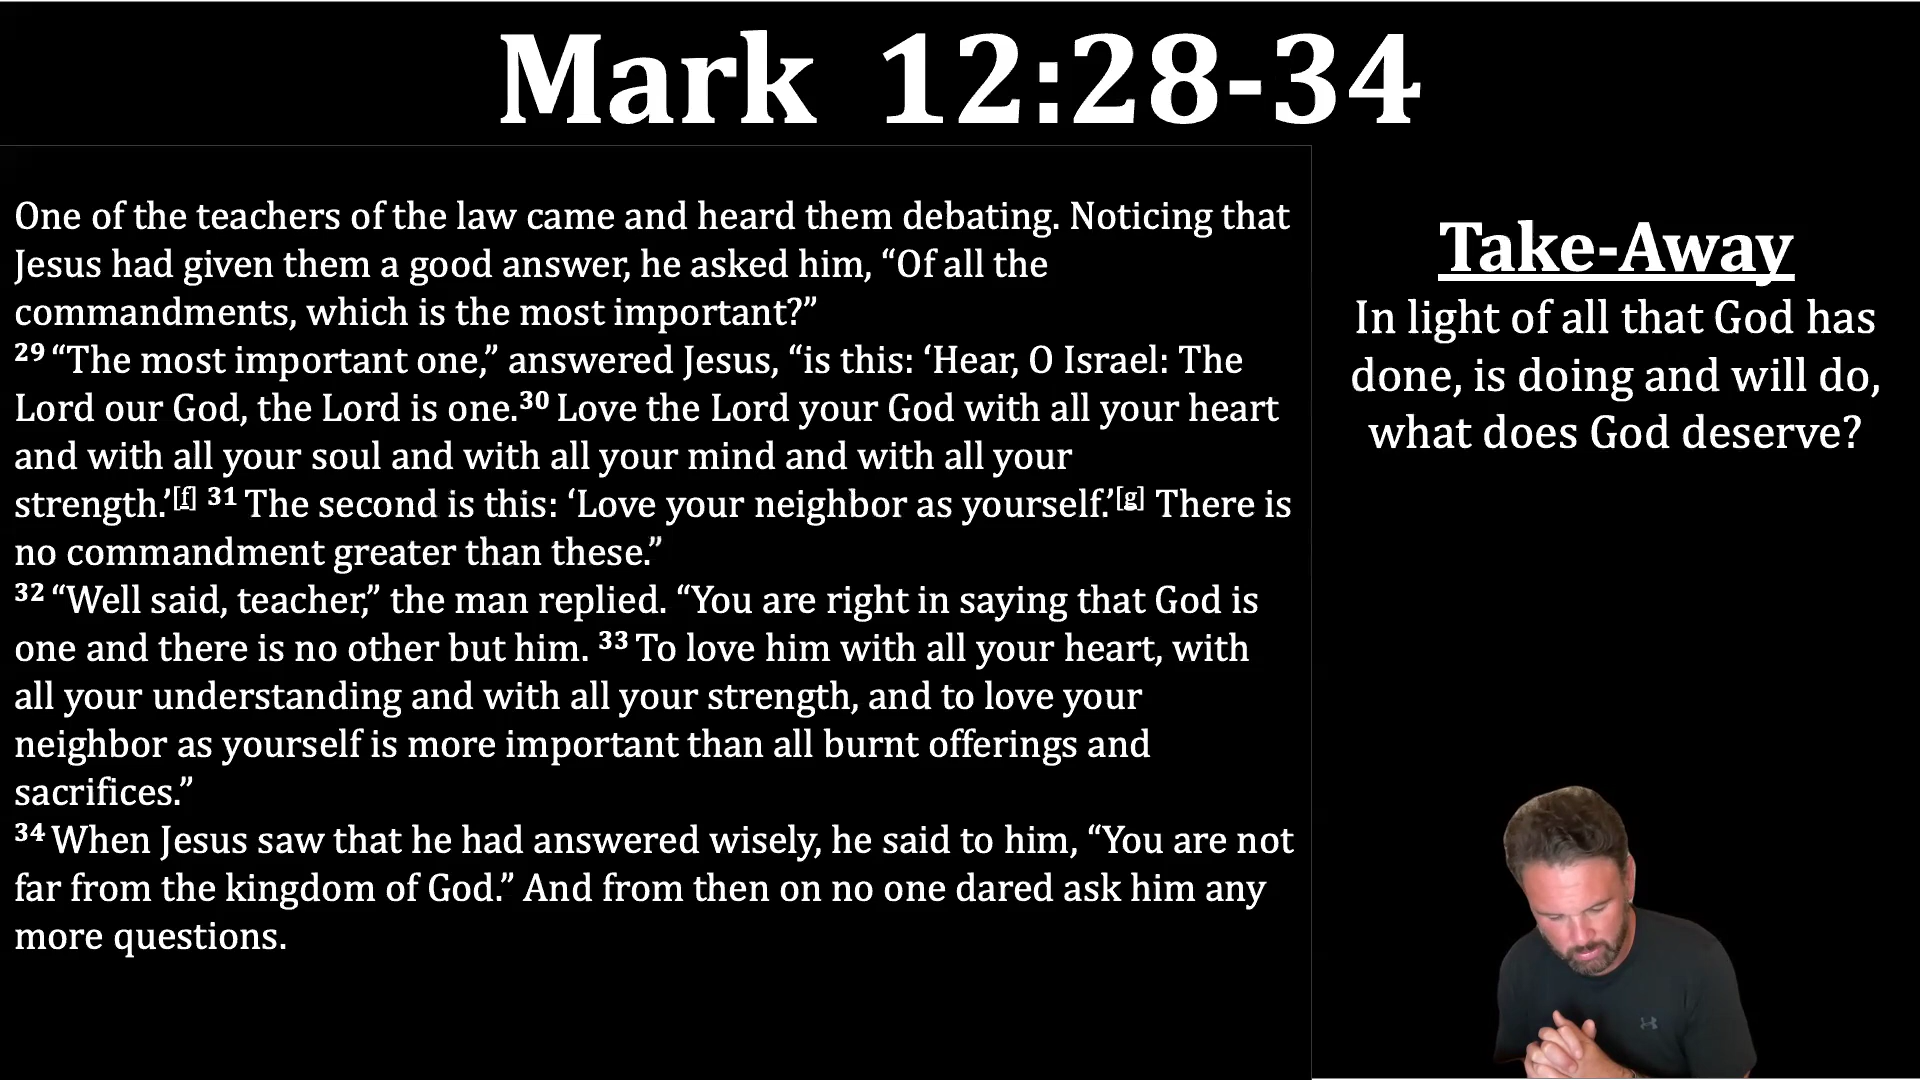 Mark 12:28-34
One of the teachers of the law came and heard them debating. Noticing that
Jesus had given them a good answer, he asked him, “Of all the
commandments, which is the most important?”
29 “The most important one,” answered Jesus, “is this: ‘Hear, O Israel: The
Lord our God, the Lord is one.30 Love the Lord your God with all your heart
and with all your soul and with all your mind and with all your
strength.’[f] 31 The second is this: ‘Love your neighbor as yourself.’[g] There is
no commandment greater than these.”
32 “Well said, teacher,” the man replied. “You are right in saying that God is
one and there is no other but him. 33 To love him with all your heart, with
all your understanding and with all your strength, and to love your
neighbor as yourself is more important than all burnt offerings and
sacrifices.”
34 When Jesus saw that he had answered wisely, he said to him, “You are not
far from the kingdom of God.” And from then on no one dared ask him any
more questions.
Take-Away
In light of all that God has
done, is doing and will do,
what does God deserve?